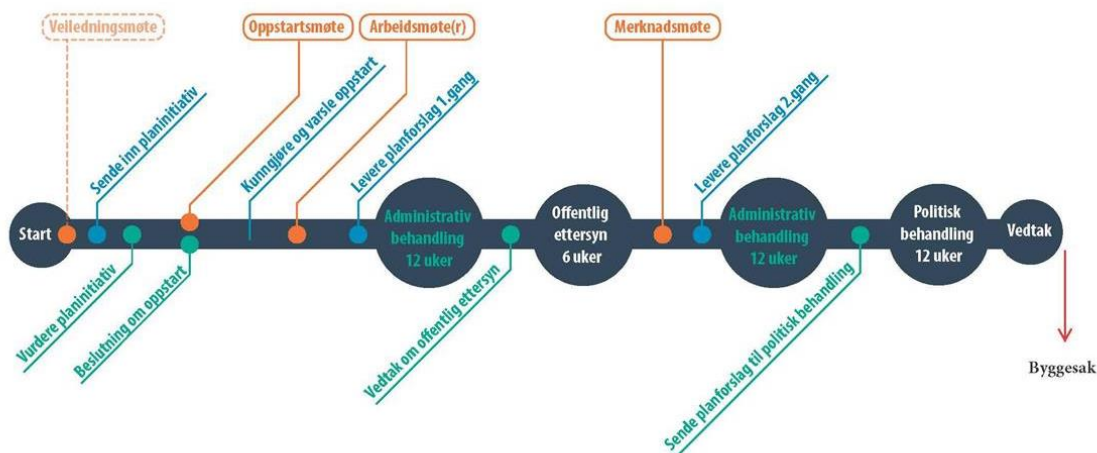 Veiledningsmøte
Oppstartsmøte
Arbeidsmøte(r)
Merknadsmøte
Sende inn planinitiativ
Kunngjøre og varsle oppstart
Levere planforslag 1.gang
Levere planforslag 2.gang
Start
Administrativ
behandling
12 uker
Offentlig
ettersyn
6 uker
Administrativ
behandling
12 uker
Politisk
behandling
12 uker
Vedtak
Vurdere planinitiativ
Beslutning om oppstart
Vedtak om offentlig ettersyn
Sende planforslag til politisk behandling
Byggesak